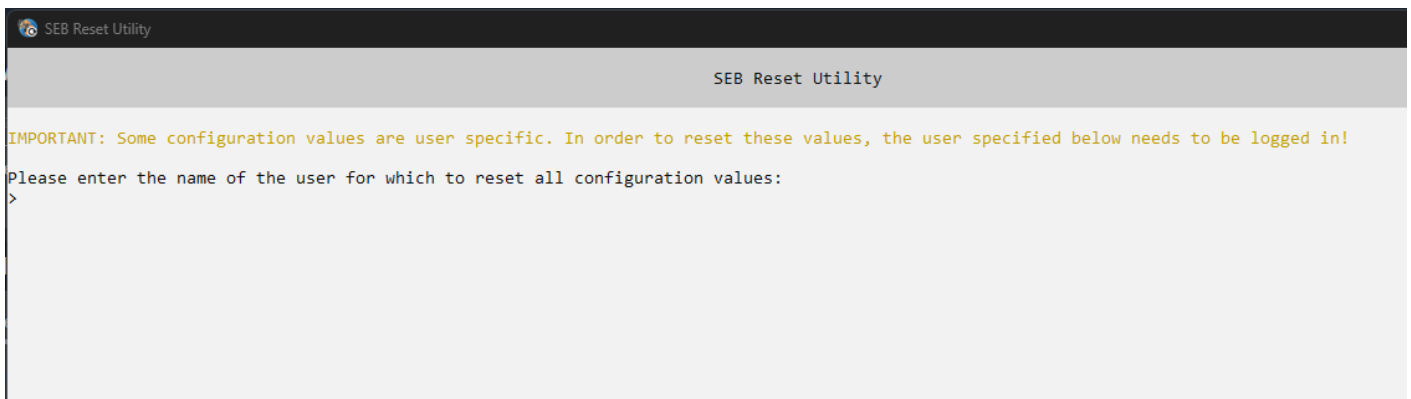 SEB Reset Utility
SEB Reset Utility
IMPORTANT: Some configuration values are user specific. In order to reset these values, the user specified below needs to be logged in!
Please enter the name of the user for which to reset all configuration values:
>